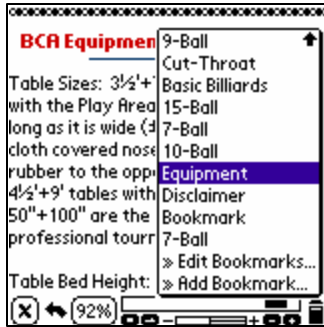 BCA Equipmen
Table Sizes: 3½'+
with the Play Area
long as it is wide (±
cloth covered nose
rubber to the opp
4½'+9' tables with
50"+100" are the
professional tourn
Table Bed Height:
9-Ball
Cut-Throat
Basic Billiards
15-Ball
7-Ball
10-Ball
Equipment
Disclaimer
Bookmark
7-Ball
» Edit Bookmarks...
» Add Bookmark...
92%